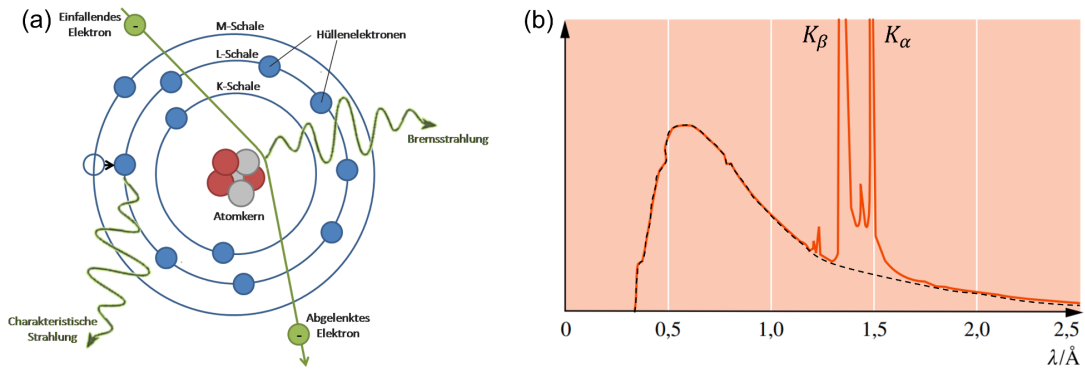 (a)
Einfallendes
Elektron
-
M-Schale
L-Schale
K-Schale
Hüllenelektronen
Bremsstrahlung
Atomkern
Charakteristische
Strahlung
Abgelenktes
Elektron
-
(b)
Kβ Kα
0 0,5 1,0 1,5 2,0 2,5
λ/Å